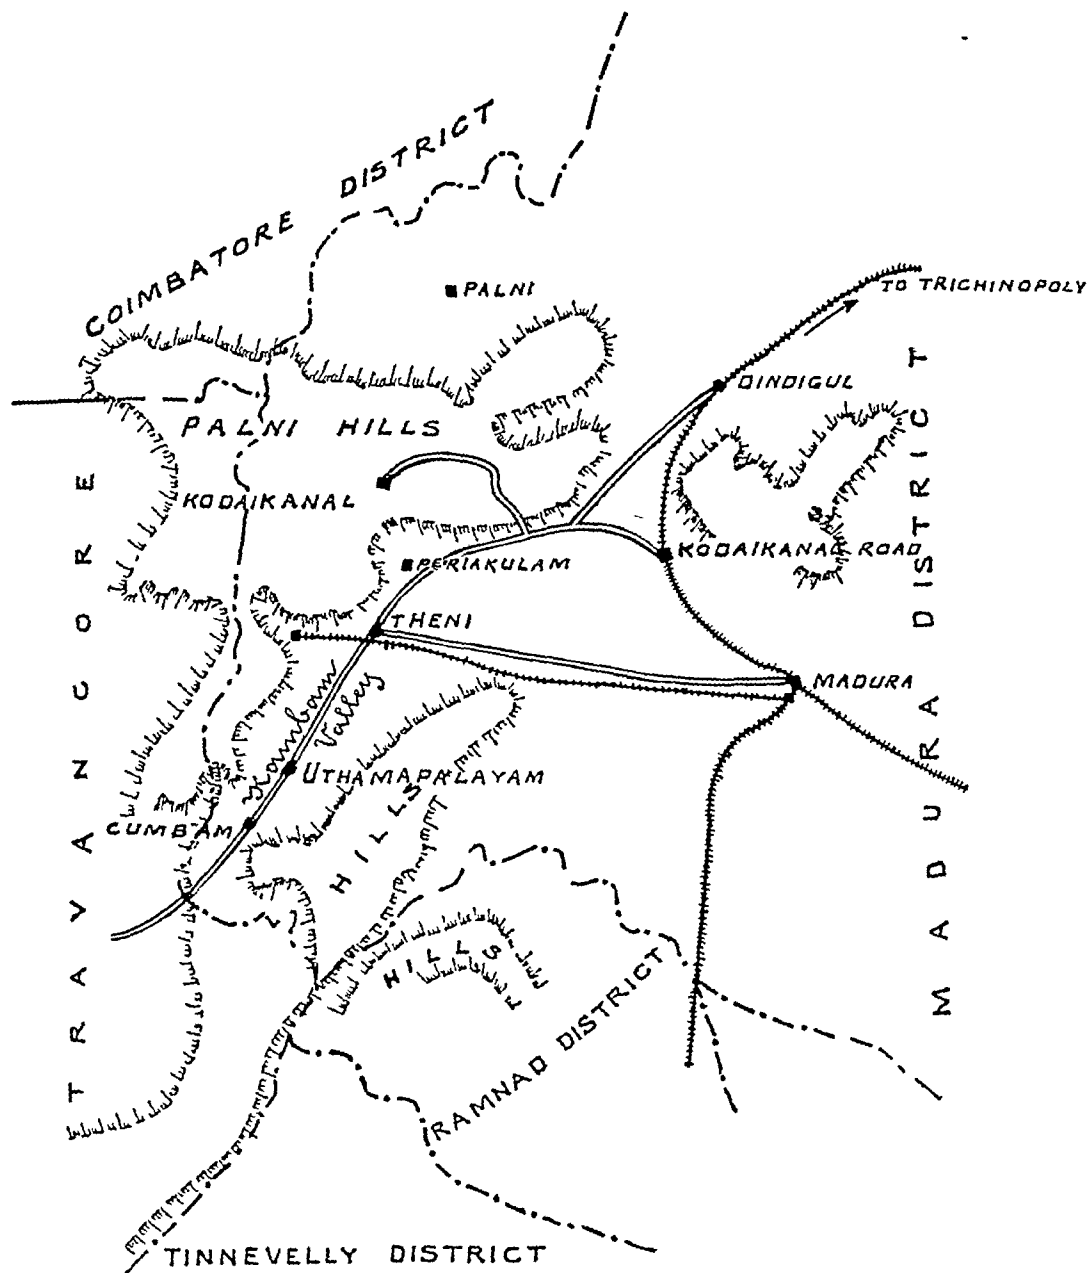 COIMBATORE DISTRICT
PALNI
TO TRICHINOPOLY
DINDIGUL
PALNI HILLS
KODAIKANAL
KODAIKANAL ROAD
PERIAKULAM
THENI
MADURA
Kambam
Valley
UTHAMAPALAYAM
CUMBAM
HILLS
HILLS
TRAVANCORE
MADURA DISTRICT
RAMNAD DISTRICT
TINNEVELLY DISTRICT